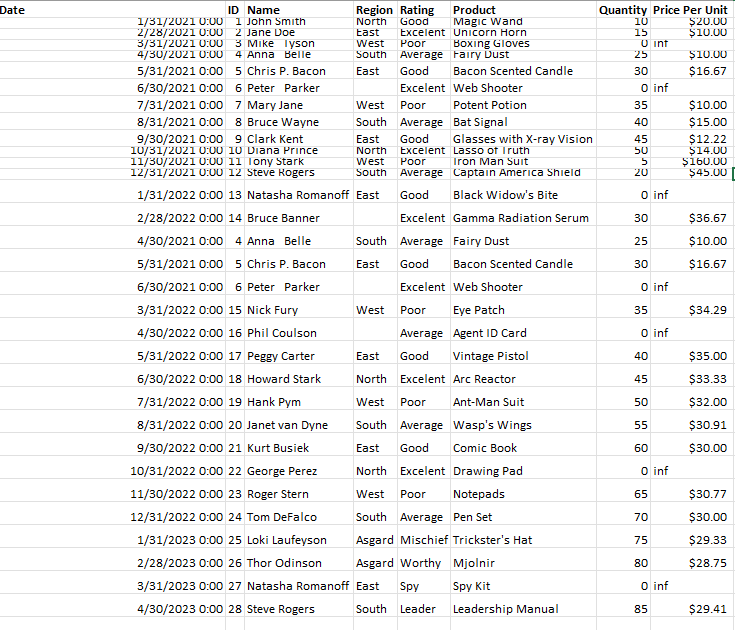 Date ID Name Region Rating Product Quantity Price Per Unit
1/31/2021 0:00 1 John Smith North Good Magic Wand 10 $20.00
2/28/2021 0:00 2 Jane Doe East Excelent Unicorn Horn 15 $10.00
3/31/2021 0:00 3 Mike Tyson West Poor Boxing Gloves 0 inf
4/30/2021 0:00 4 Anna Belle South Average Fairy Dust 25 $10.00
5/31/2021 0:00 5 Chris P. Bacon East Good Bacon Scented Candle 30 $16.67
6/30/2021 0:00 6 Peter Parker Excelent Web Shooter 0 inf
7/31/2021 0:00 7 Mary Jane West Poor Potent Potion 35 $10.00
8/31/2021 0:00 8 Bruce Wayne South Average Bat Signal 40 $15.00
9/30/2021 0:00 9 Clark Kent East Good Glasses with X-ray Vision 45 $12.22
10/31/2021 0:00 10 Diana Prince North Excelent Lasso of Truth 50 $14.00
11/30/2021 0:00 11 Tony Stark West Poor Iron Man Suit 5 $160.00
12/31/2021 0:00 12 Steve Rogers South Average Captain America Shield 20 $45.00
1/31/2022 0:00 13 Natasha Romanoff East Good Black Widow's Bite 0 inf
2/28/2022 0:00 14 Bruce Banner Excelent Gamma Radiation Serum 30 $36.67
4/30/2021 0:00 4 Anna Belle South Average Fairy Dust 25 $10.00
5/31/2021 0:00 5 Chris P. Bacon East Good Bacon Scented Candle 30 $16.67
6/30/2021 0:00 6 Peter Parker Excelent Web Shooter 0 inf
3/31/2022 0:00 15 Nick Fury West Poor Eye Patch 35 $34.29
4/30/2022 0:00 16 Phil Coulson Average Agent ID Card 0 inf
5/31/2022 0:00 17 Peggy Carter East Good Vintage Pistol 40 $35.00
6/30/2022 0:00 18 Howard Stark North Excelent Arc Reactor 45 $33.33
7/31/2022 0:00 19 Hank Pym West Poor Ant-Man Suit 50 $32.00
8/31/2022 0:00 20 Janet van Dyne South Average Wasp's Wings 55 $30.91
9/30/2022 0:00 21 Kurt Busiek East Good Comic Book 60 $30.00
10/31/2022 0:00 22 George Perez North Excelent Drawing Pad 0 inf
11/30/2022 0:00 23 Roger Stern West Poor Notepads 65 $30.77
12/31/2022 0:00 24 Tom DeFalco South Average Pen Set 70 $30.00
1/31/2023 0:00 25 Loki Laufeyson Asgard Mischief Trickster's Hat 75 $29.33
2/28/2023 0:00 26 Thor Odinson Asgard Worthy Mjolnir 80 $28.75
3/31/2023 0:00 27 Natasha Romanoff East Spy Spy Kit 0 inf
4/30/2023 0:00 28 Steve Rogers South Leader Leadership Manual 85 $29.41